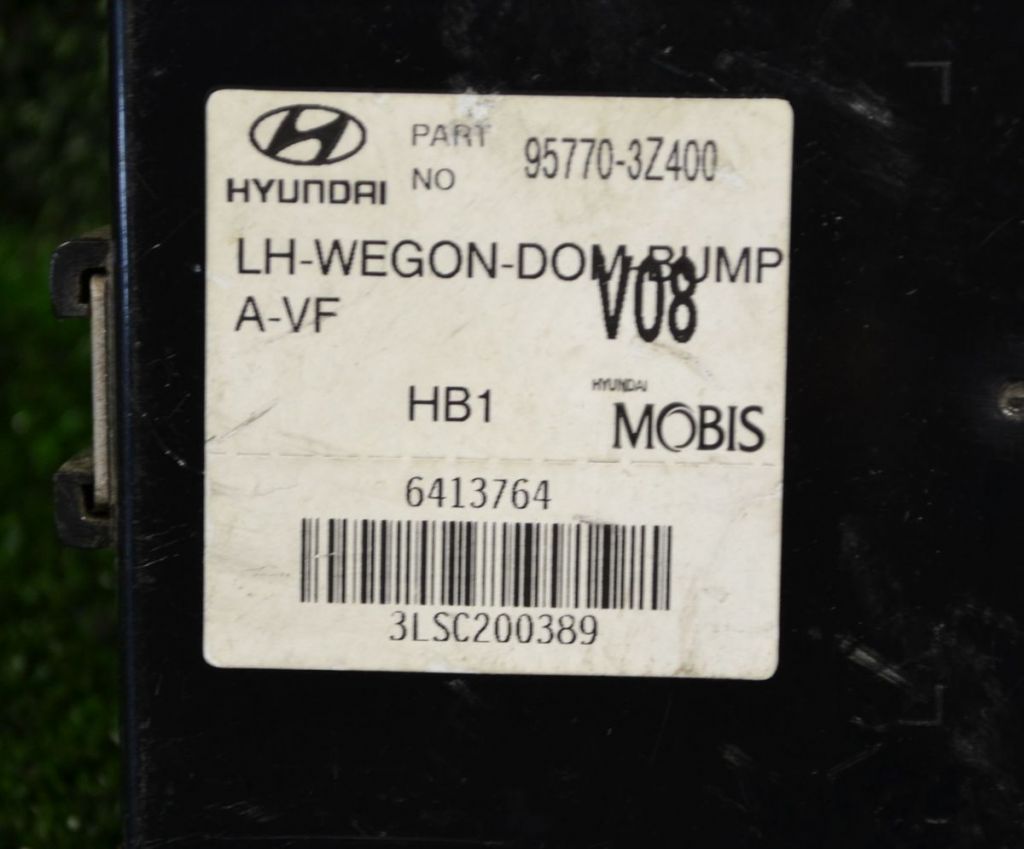 HYUNDAI
PART NO 95770-3Z400
LH-WEGON-DOM-BUMP
A-VF
V08
HB1
HYUNDAI
MOBIS
6413764
3LSC200389